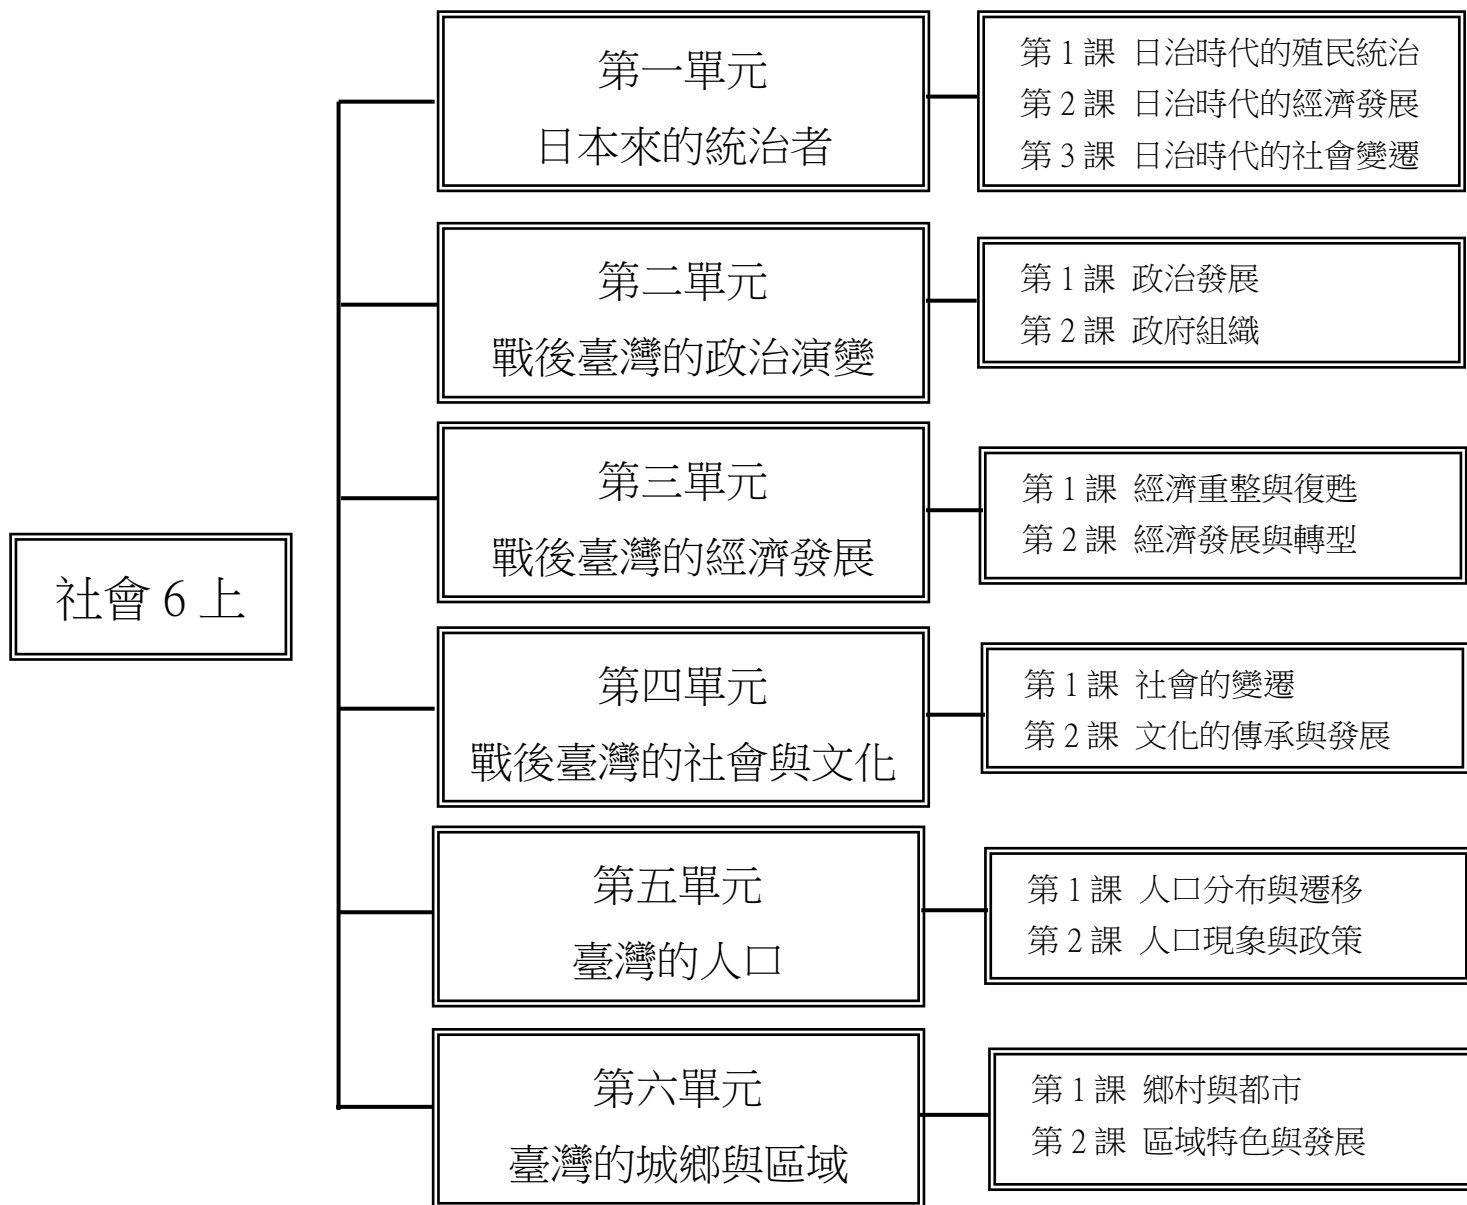 社會 6 上
第一單元
日本來的統治者
第 1 課 日治時代的殖民統治
第 2 課 日治時代的經濟發展
第 3 課 日治時代的社會變遷
第二單元
戰後臺灣的政治演變
第 1 課 政治發展
第 2 課 政府組織
第三單元
戰後臺灣的經濟發展
第 1 課 經濟重整與復甦
第 2 課 經濟發展與轉型
第四單元
戰後臺灣的社會與文化
第 1 課 社會的變遷
第 2 課 文化的傳承與發展
第五單元
臺灣的人口
第 1 課 人口分布與遷移
第 2 課 人口現象與政策
第六單元
臺灣的城鄉與區域
第 1 課 鄉村與都市
第 2 課 區域特色與發展